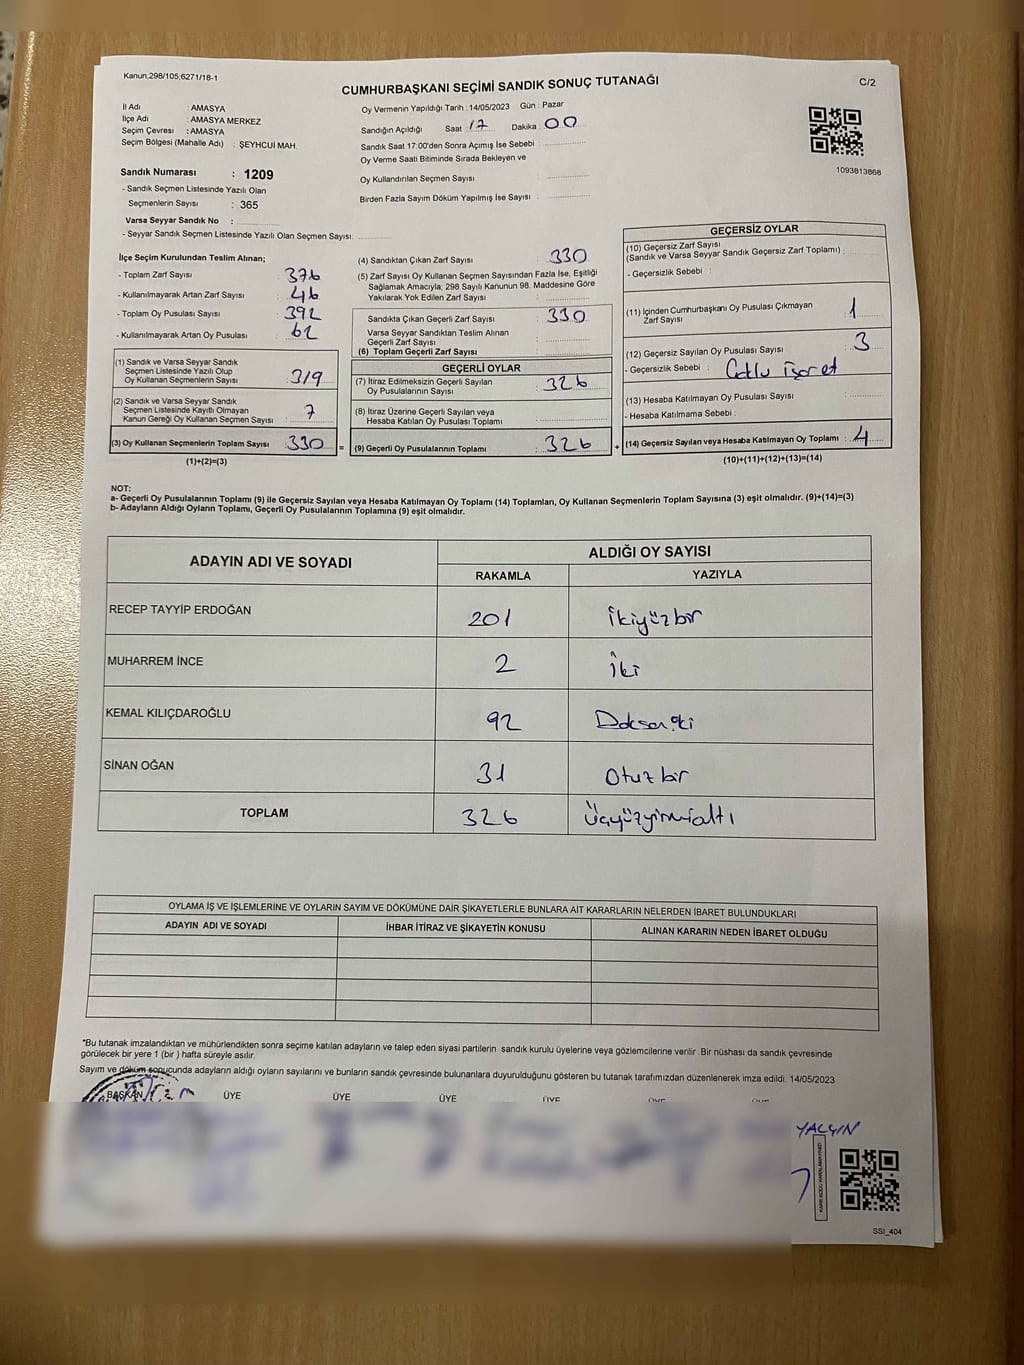 Kanun,298/105;6271/18-1
CUMHURBAŞKANI SEÇİMİ SANDIK SONUÇ TUTANAĞI
C/2
İl Adı : AMASYA
İlçe Adı : AMASYA MERKEZ
Seçim Çevresi : AMASYA
Seçim Bölgesi (Mahalle Adı) : ŞEYHCUİ MAH.
Oy Vermenin Yapıldığı Tarih :14/05/2023 Gün : Pazar
Sandığın Açıldığı Saat : 17 Dakika : 00
Sandık Saat 17:00'den Sonra Açımış İse Sebebi :
Oy Verme Saati Bitiminde Sırada Bekleyen ve
Oy Kullandırılan Seçmen Sayısı :
Birden Fazla Sayım Döküm Yapılmış İse Sayısı :
1093813868
Sandık Numarası : 1209
- Sandık Seçmen Listesinde Yazılı Olan
Seçmenlerin Sayısı : 365
Varsa Seyyar Sandık No :
- Seyyar Sandık Seçmen Listesinde Yazılı Olan Seçmen Sayısı:
İlçe Seçim Kurulundan Teslim Alınan;
- Toplam Zarf Sayısı : 376
- Kullanılmayarak Artan Zarf Sayısı : 46
- Toplam Oy Pusulası Sayısı : 392
- Kullanılmayarak Artan Oy Pusulası : 62
(1) Sandık ve Varsa Seyyar Sandık
Seçmen Listesinde Yazılı Olup
Oy Kullanan Seçmenlerin Sayısı : 319
(2) Sandık ve Varsa Seyyar Sandık
Seçmen Listesinde Kayıtlı Olmayan
Kanun Gereği Oy Kullanan Seçmen Sayısı : 7
(3) Oy Kullanan Seçmenlerin Toplam Sayısı : 330 =
(1)+(2)=(3)
(4) Sandıktan Çıkan Zarf Sayısı : 330
(5) Zarf Sayısı Oy Kullanan Seçmen Sayısından Fazla İse, Eşitliği
Sağlamak Amacıyla; 298 Sayılı Kanunun 98. Maddesine Göre
Yakılarak Yok Edilen Zarf Sayısı :
Sandıkta Çıkan Geçerli Zarf Sayısı : 330
Varsa Seyyar Sandıktan Teslim Alınan
Geçerli Zarf Sayısı :
(6) Toplam Geçerli Zarf Sayısı :
GEÇERLİ OYLAR
(7) İtiraz Edilmeksizin Geçerli Sayılan
Oy Pusulalarının Sayısı : 326
(8) İtiraz Üzerine Geçerli Sayılan veya
Hesaba Katılan Oy Pusulası Toplamı :
(9) Geçerli Oy Pusulalarının Toplamı : 326 +
GEÇERSİZ OYLAR
(10) Geçersiz Zarf Sayısı
(Sandık ve Varsa Seyyar Sandık Geçersiz Zarf Toplamı) :
- Geçersizlik Sebebi :
(11) İçinden Cumhurbaşkanı Oy Pusulası Çıkmayan
Zarf Sayısı : 1
(12) Geçersiz Sayılan Oy Pusulası Sayısı : 3
- Geçersizlik Sebebi : Çoklu işaret
(13) Hesaba Katılmayan Oy Pusulası Sayısı :
- Hesaba Katılmama Sebebi :
(14) Geçersiz Sayılan veya Hesaba Katılmayan Oy Toplamı : 4
(10)+(11)+(12)+(13)=(14)
NOT:
a- Geçerli Oy Pusulalarının Toplamı (9) ile Geçersiz Sayılan veya Hesaba Katılmayan Oy Toplamı (14) Toplamları, Oy Kullanan Seçmenlerin Toplam Sayısına (3) eşit olmalıdır. (9)+(14)=(3)
b- Adayların Aldığı Oyların Toplamı, Geçerli Oy Pusulalarının Toplamına (9) eşit olmalıdır.
ADAYIN ADI VE SOYADI
ALDIĞI OY SAYISI
RAKAMLA YAZIYLA
RECEP TAYYİP ERDOĞAN 201 İkiyüzbir
MUHARREM İNCE 2 İki
KEMAL KILIÇDAROĞLU 92 Doksaniki
SİNAN OĞAN 31 Otuzbir
TOPLAM 326 Üçyüzyirmialtı
OYLAMA İŞ VE İŞLEMLERİNE VE OYLARIN SAYIM VE DÖKÜMÜNE DAİR ŞİKAYETLERLE BUNLARA AİT KARARLARIN NELERDEN İBARET BULUNDUKLARI
ADAYIN ADI VE SOYADI İHBAR İTİRAZ VE ŞİKAYETİN KONUSU ALINAN KARARIN NEDEN İBARET OLDUĞU
*Bu tutanak imzalandıktan ve mühürlendikten sonra seçime katılan adayların ve talep eden siyasi partilerin sandık kurulu üyelerine veya gözlemcilerine verilir. Bir nüshası da sandık çevresinde
görülecek bir yere 1 (bir ) hafta süreyle asılır.
Sayım ve döküm sonucunda adayların aldığı oyların sayılarını ve bunların sandık çevresinde bulunanlara duyurulduğunu gösteren bu tutanak tarafımızdan düzenlenerek imza edildi. 14/05/2023
BAŞKAN ÜYE ÜYE ÜYE ÜYE ÜYE ÜYE
YALÇIN
SSI_404